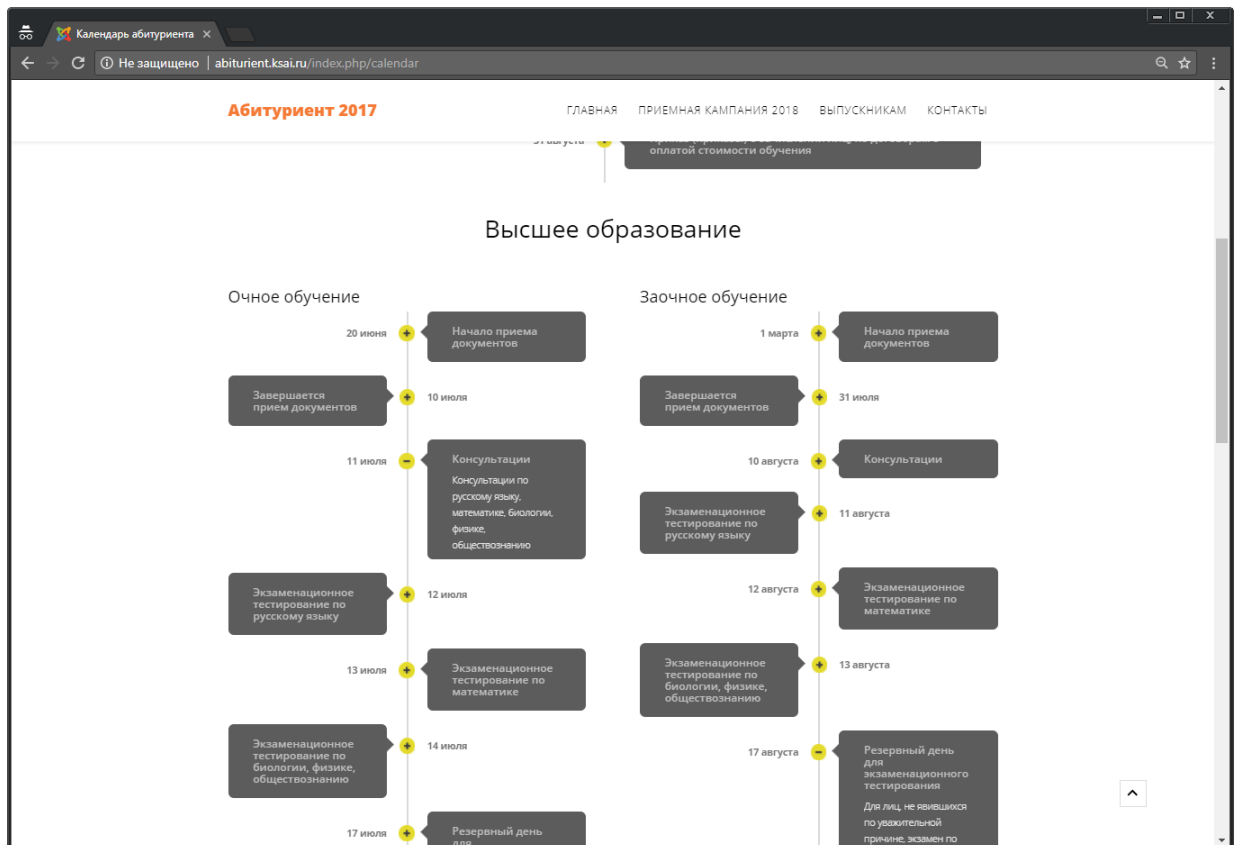 Календарь абитуриента
Не защищено | abiturient.ksai.ru/index.php/calendar
Абитуриент 2017
ГЛАВНАЯ ПРИЕМНАЯ КАМПАНИЯ 2018 ВЫПУСКНИКАМ КОНТАКТЫ
31 августа
оплатой стоимости обучения
Высшее образование
Очное обучение
20 июня
Начало приема
документов
Завершается
прием документов
10 июля
11 июля
Консультации
Консультации по
русскому языку,
математике, биологии,
физике,
обществознанию
Экзаменационное
тестирование по
русскому языку
12 июля
13 июля
Экзаменационное
тестирование по
математике
Экзаменационное
тестирование по
биологии, физике,
обществознанию
14 июля
17 июля
Резервный день
для
Заочное обучение
1 марта
Начало приема
документов
Завершается
прием документов
31 июля
10 августа
Консультации
Экзаменационное
тестирование по
русскому языку
11 августа
12 августа
Экзаменационное
тестирование по
математике
Экзаменационное
тестирование по
биологии, физике,
обществознанию
13 августа
17 августа
Резервный день
для
экзаменационного
тестирования
Для лиц, не явившихся
по уважительной
причине, экзамен по